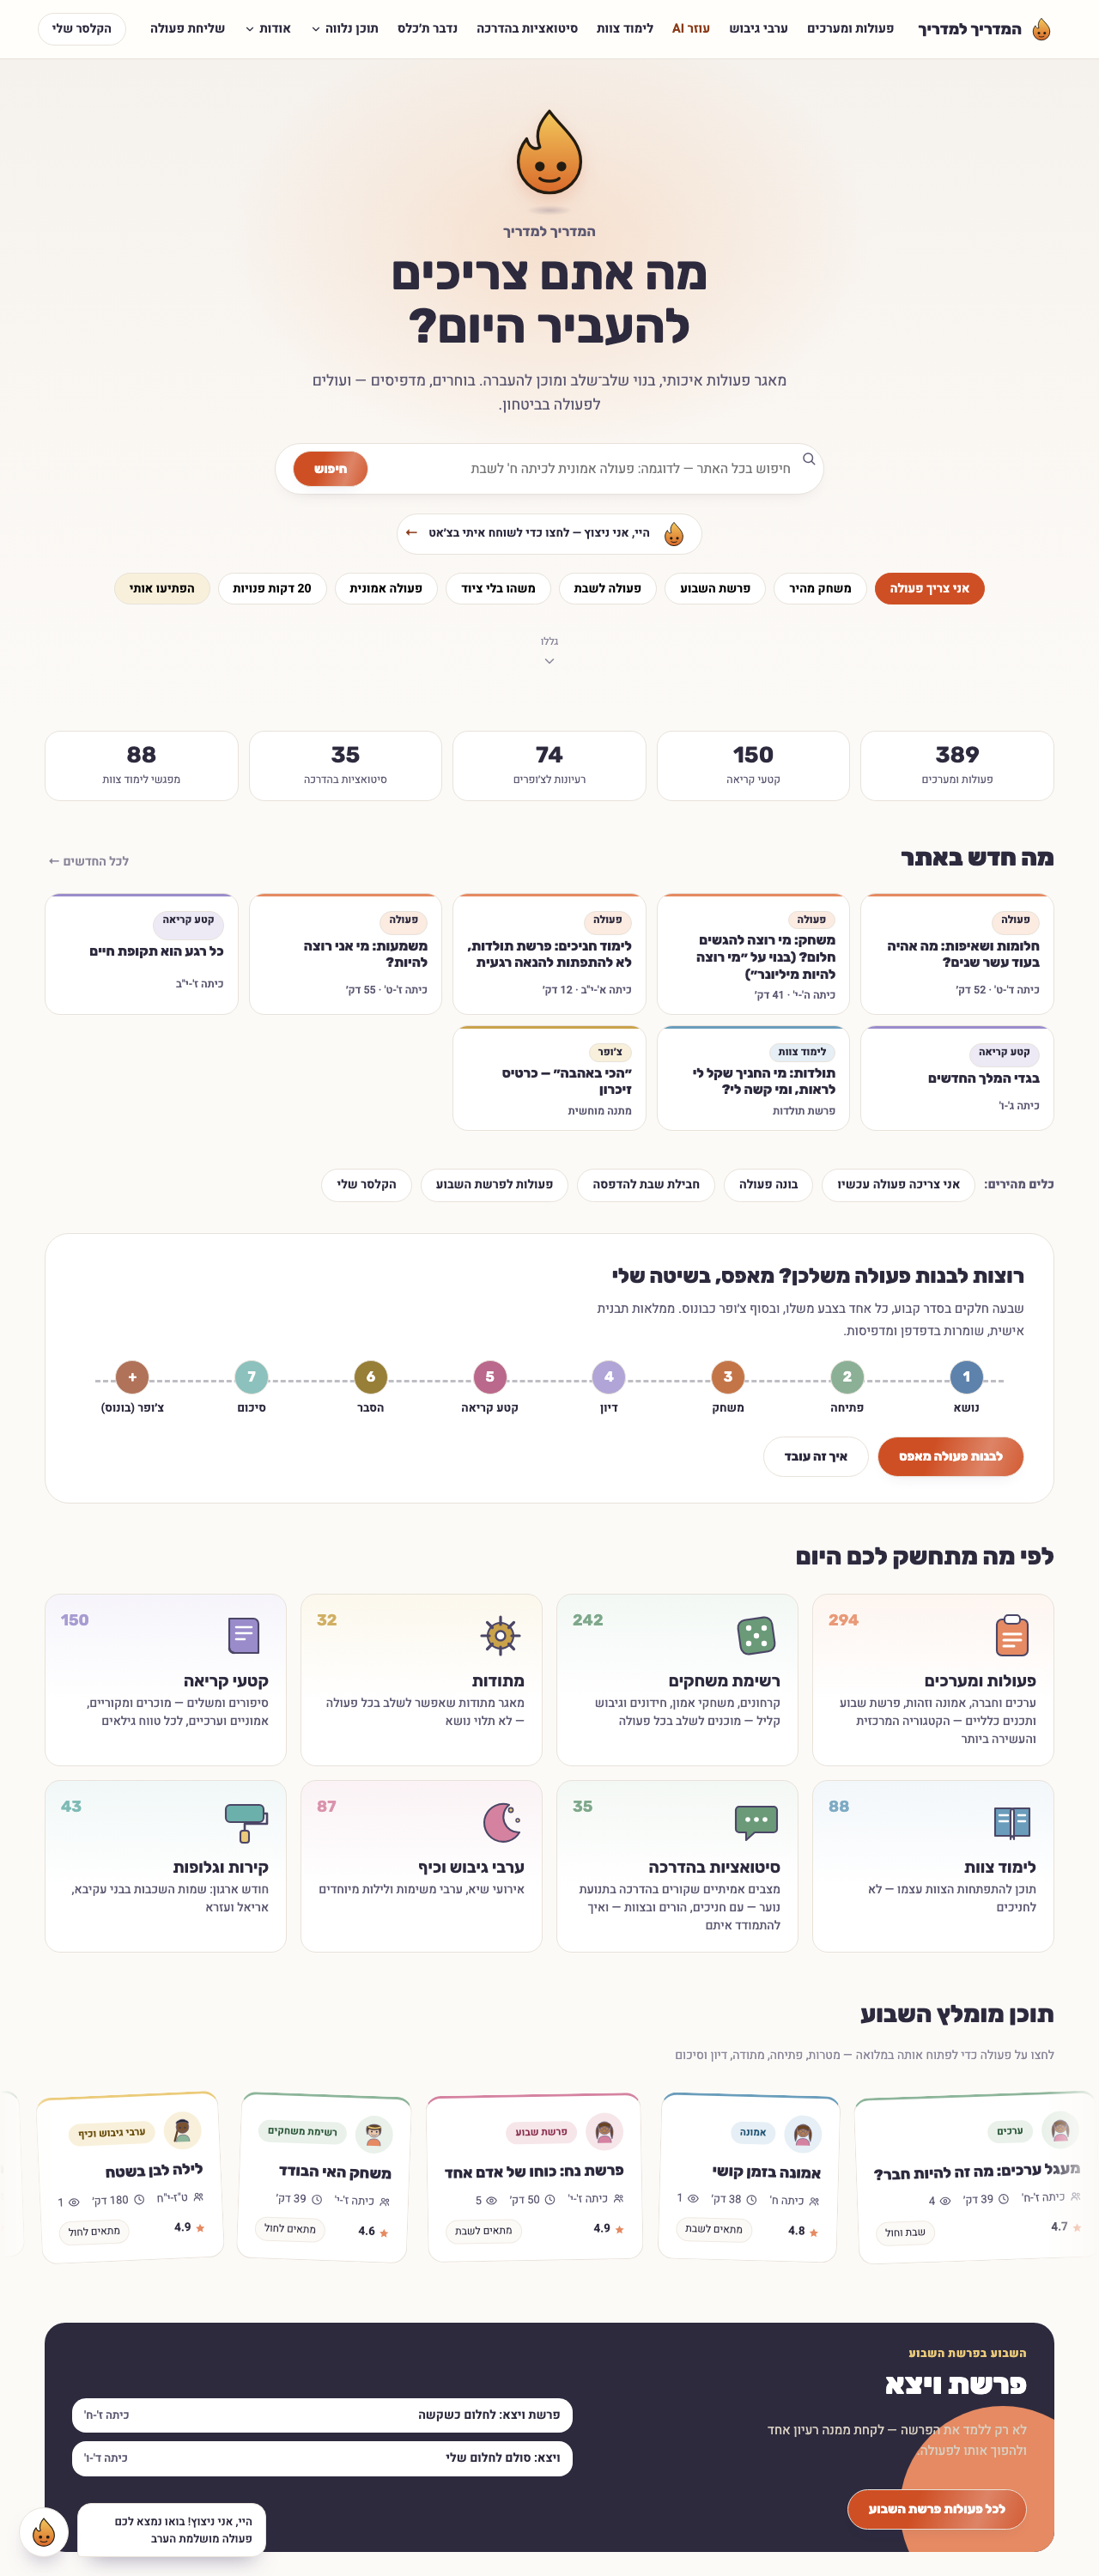 המדריך למדריך
פעולות ומערכים
ערבי גיבוש
עוזר AI
לימוד צוות
סיטואציות בהדרכה
נדבר ת׳כלס
תוכן נלווה
אודות
שליחת פעולה
הקלסר שלי
המדריך למדריך
מה אתם צריכים
להעביר היום?
מאגר פעולות איכותי, בנוי שלב־שלב ומוכן להעברה. בוחרים, מדפיסים — ועולים
לפעולה בביטחון.
חיפוש בכל האתר — לדוגמה: פעולה אמונית לכיתה ח' לשבת
חיפוש
היי, אני ניצוץ — לחצו כדי לשוחח איתי בצ׳אט ←
אני צריך פעולה
משחק מהיר
פרשת השבוע
פעולה לשבת
משהו בלי ציוד
פעולה אמונית
20 דקות פנויות
הפתיעו אותי
גללו
389
פעולות ומערכים
150
קטעי קריאה
74
רעיונות לצ׳ופרים
35
סיטואציות בהדרכה
88
מפגשי לימוד צוות
מה חדש באתר
לכל החדשים ←
פעולה
חלומות ושאיפות: מה אהיה
בעוד עשר שנים?
כיתה ד'-ט' · 52 דק׳
פעולה
משחק: מי רוצה להגשים
חלום? (בנוי על ״מי רוצה
להיות מיליונר״)
כיתה ה'-י' · 41 דק׳
פעולה
לימוד חניכים: פרשת תולדות,
לא להתפתות להנאה רגעית
כיתה א'-י"ב · 12 דק׳
פעולה
משמעות: מי אני רוצה
להיות?
כיתה ז'-ט' · 55 דק׳
קטע קריאה
כל רגע הוא תקופת חיים
כיתה ז'-י"ב
קטע קריאה
בגדי המלך החדשים
כיתה ג'-ו'
לימוד צוות
תולדות: מי החניך שקל לי
לראות, ומי קשה לי?
פרשת תולדות
צ׳ופר
״הכי באהבה״ — כרטיס
זיכרון
מתנה מוחשית
כלים מהירים:
אני צריכה פעולה עכשיו
בונה פעולה
חבילת שבת להדפסה
פעולות לפרשת השבוע
הקלסר שלי
רוצות לבנות פעולה משלכן? מאפס, בשיטה שלי
שבעה חלקים בסדר קבוע, כל אחד בצבע משלו, ובסוף צ׳ופר כבונוס. ממלאות תבנית
אישית, שומרות בדפדפן ומדפיסות.
1
נושא
2
פתיחה
3
משחק
4
דיון
5
קטע קריאה
6
הסבר
7
סיכום
+
צ׳ופר (בונוס)
לבנות פעולה מאפס
איך זה עובד
לפי מה מתחשק לכם היום
294
פעולות ומערכים
ערכים וחברה, אמונה וזהות, פרשת שבוע
ותכנים כלליים — הקטגוריה המרכזית
והעשירה ביותר
242
רשימת משחקים
קרחונים, משחקי אמון, חידונים וגיבוש
קליל — מוכנים לשלב בכל פעולה
32
מתודות
מאגר מתודות שאפשר לשלב בכל פעולה
— לא תלוי נושא
150
קטעי קריאה
סיפורים ומשלים — מוכרים ומקוריים,
אמוניים וערכיים, לכל טווח גילאים
88
לימוד צוות
תוכן להתפתחות הצוות עצמו — לא
לחניכים
35
סיטואציות בהדרכה
מצבים אמיתיים שקורים בהדרכה בתנועת
נוער — עם חניכים, הורים ובצוות — ואיך
להתמודד איתם
87
ערבי גיבוש וכיף
אירועי שיא, ערבי משימות ולילות מיוחדים
43
קירות וגלופות
חודש ארגון: שמות השכבות בבני עקיבא,
אריאל ועזרא
תוכן מומלץ השבוע
לחצו על פעולה כדי לפתוח אותה במלואה — מטרות, פתיחה, מתודה, דיון וסיכום
ערכים
מעגל ערכים: מה זה להיות חבר?
כיתה ז'-ח' 39 דק׳ 4
4.7
שבת וחול
אמונה
אמונה בזמן קושי
כיתה ח' 38 דק׳ 1
4.8
מתאים לשבת
פרשת שבוע
פרשת נח: כוחו של אדם אחד
כיתה ז'-י' 50 דק׳ 5
4.9
מתאים לשבת
רשימת משחקים
משחק האי הבודד
כיתה ז'-י' 39 דק׳
4.6
מתאים לחול
ערבי גיבוש וכיף
לילה לבן בשטח
ט"ז-י"ח 180 דק׳ 1
4.9
מתאים לחול
השבוע בפרשת השבוע
פרשת ויצא
לא רק ללמד את הפרשה — לקחת ממנה רעיון אחד
ולהפוך אותו לפעולה.
לכל פעולות פרשת השבוע
פרשת ויצא: לחלום כשקשה
כיתה ז'-ח'
ויצא: סולם לחלום שלי
כיתה ד'-ו'
היי, אני ניצוץ! בואו נמצא לכם
פעולה מושלמת הערב